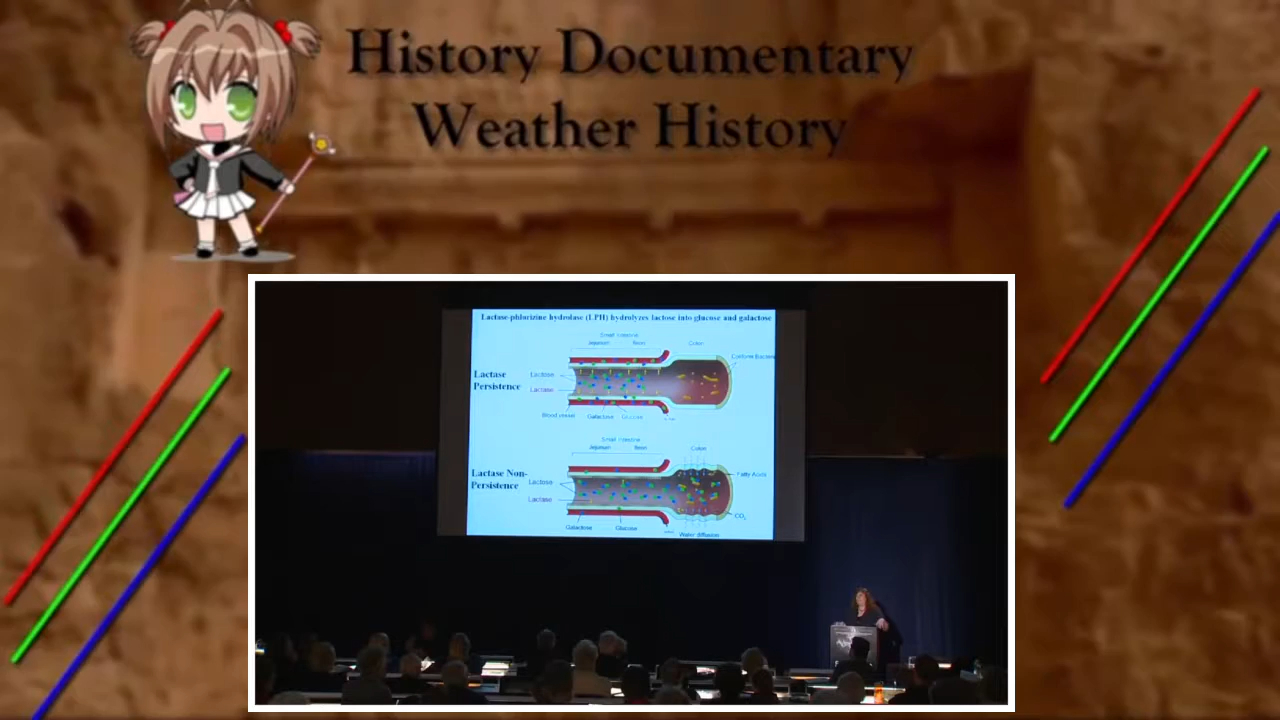 History Documentary
Weather History
Lactase-phlorizine hydrolase (LPH) hydrolyzes lactose into glucose and galactose
Small Intestine
Jejunum Ileum Colon
Coliform Bacteria
Lactase
Persistence
Lactose
Lactase
Blood vessel Galactose Glucose
Small Intestine
Jejunum Ileum Colon
Lactase Non-
Persistence
Lactose
Fatty Acids
Lactase
CO2
Galactose Glucose
Water diffusion